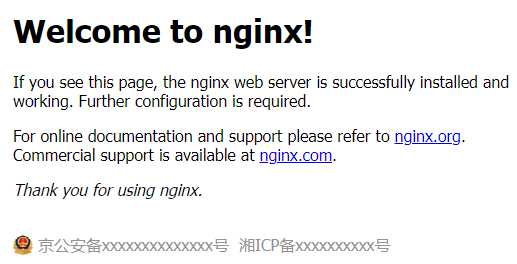 Welcome to nginx!
If you see this page, the nginx web server is successfully installed and
working. Further configuration is required.
For online documentation and support please refer to nginx.org.
Commercial support is available at nginx.com.
Thank you for using nginx.
京公安备xxxxxxxxxxxxxx号 湘ICP备xxxxxxxxxx号